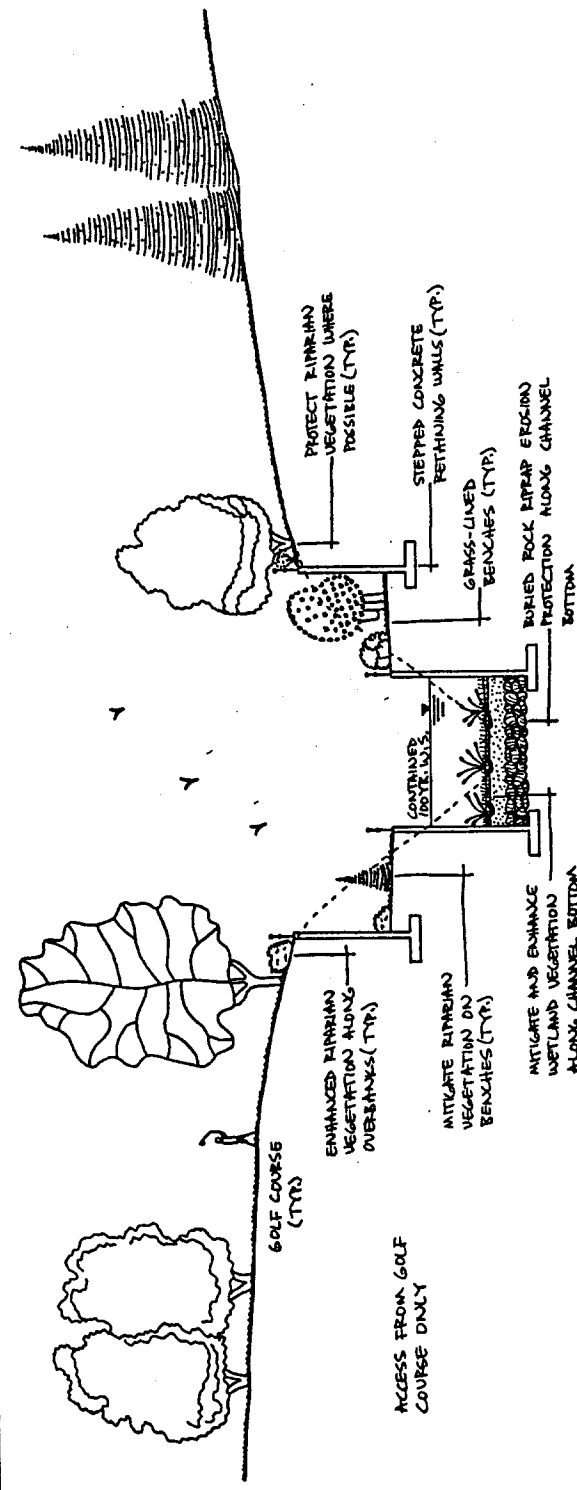 GOLF COURSE
(TYP.)
ENHANCED RIPARIAN
VEGETATION ALONG
OVERBANKS (TYP.)
ACCESS FROM GOLF
COURSE ONLY
MITIGATE RIPARIAN
VEGETATION ON
BENCHES (TYP.)
MITIGATE AND ENHANCE
WETLAND VEGETATION
ALONG CHANNEL BOTTOM
CONTAINED
100 YR. W.S.
PROTECT RIPARIAN
VEGETATION WHERE
POSSIBLE (TYP.)
STEPPED CONCRETE
RETAINING WALLS (TYP.)
GRASS-LINED
BENCHES (TYP.)
BURIED ROCK RIPRAP EROSION
PROTECTION ALONG CHANNEL
BOTTOM